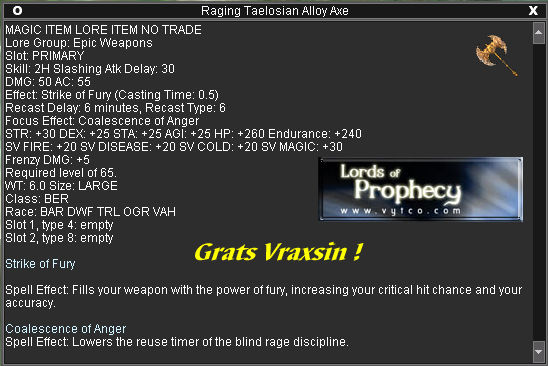 O
Raging Taelosian Alloy Axe
X
MAGIC ITEM LORE ITEM NO TRADE
Lore Group: Epic Weapons
Slot: PRIMARY
Skill: 2H Slashing Atk Delay: 30
DMG: 50 AC: 55
Effect: Strike of Fury (Casting Time: 0.5)
Recast Delay: 6 minutes, Recast Type: 6
Focus Effect: Coalescence of Anger
STR: +30 DEX: +25 STA: +25 AGI: +25 HP: +260 Endurance: +240
SV FIRE: +20 SV DISEASE: +20 SV COLD: +20 SV MAGIC: +30
Frenzy DMG: +5
Required level of 65.
WT: 6.0 Size: LARGE
Class: BER
Race: BAR DWF TRL OGR VAH
Slot 1, type 4: empty
Slot 2, type 8: empty
Lords of
Prophecy
www.vytco.com
Grats Vraxsin !
Strike of Fury
Spell Effect: Fills your weapon with the power of fury, increasing your critical hit chance and your
accuracy.
Coalescence of Anger
Spell Effect: Lowers the reuse timer of the blind rage discipline.